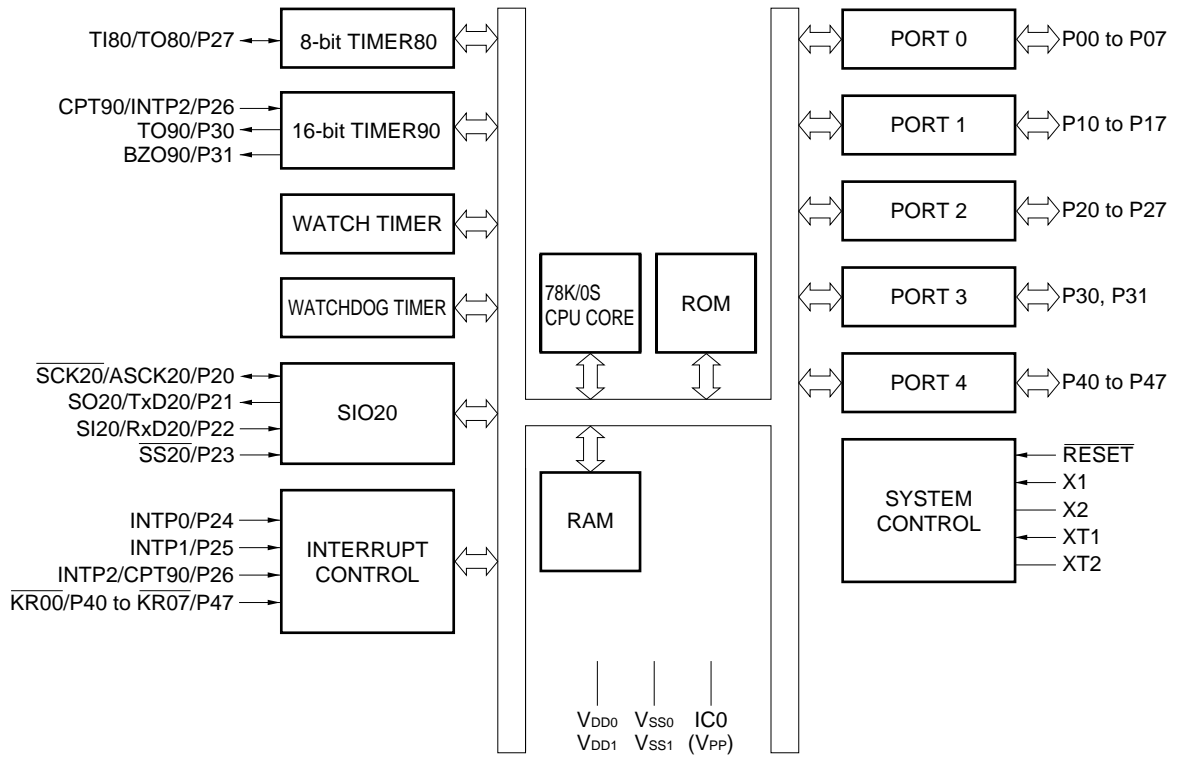 TI80/TO80/P27
8-bit TIMER80
CPT90/INTP2/P26
TO90/P30
BZO90/P31
16-bit TIMER90
WATCH TIMER
WATCHDOG TIMER
SCK20/ASCK20/P20
SO20/TxD20/P21
SI20/RxD20/P22
SS20/P23
SIO20
INTP0/P24
INTP1/P25
INTP2/CPT90/P26
KR00/P40 to KR07/P47
INTERRUPT
CONTROL
78K/0S
CPU CORE
ROM
RAM
VDD0
VDD1
VSS0
VSS1
IC0
(VPP)
PORT 0
P00 to P07
PORT 1
P10 to P17
PORT 2
P20 to P27
PORT 3
P30, P31
PORT 4
P40 to P47
SYSTEM
CONTROL
RESET
X1
X2
XT1
XT2